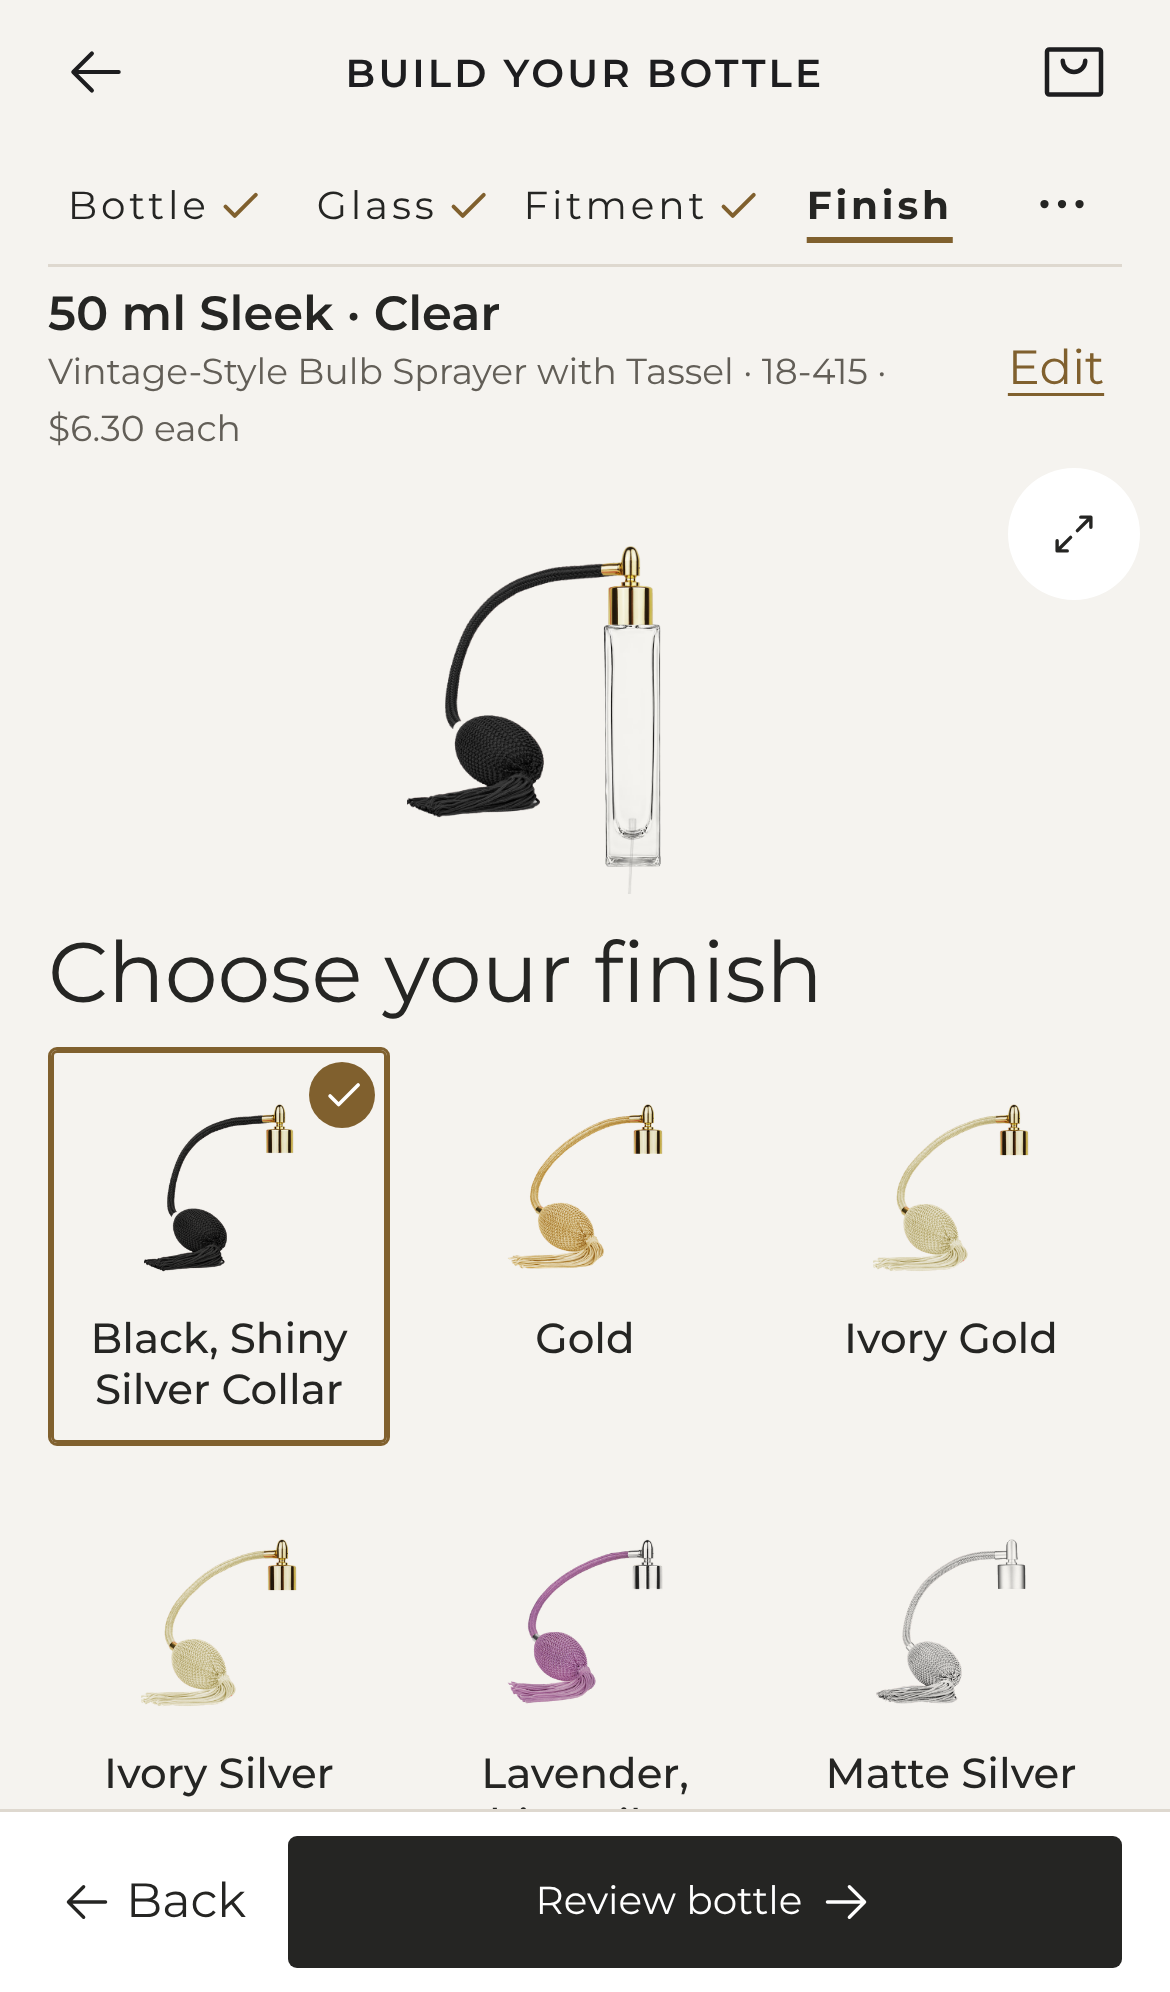 BUILD YOUR BOTTLE
Bottle Glass Fitment Finish ...
50 ml Sleek · Clear
Vintage-Style Bulb Sprayer with Tassel · 18-415 ·
$6.30 each
Edit
Choose your finish
Black, Shiny
Silver Collar
Gold
Ivory Gold
Ivory Silver
Lavender,
Matte Silver
Back
Review bottle